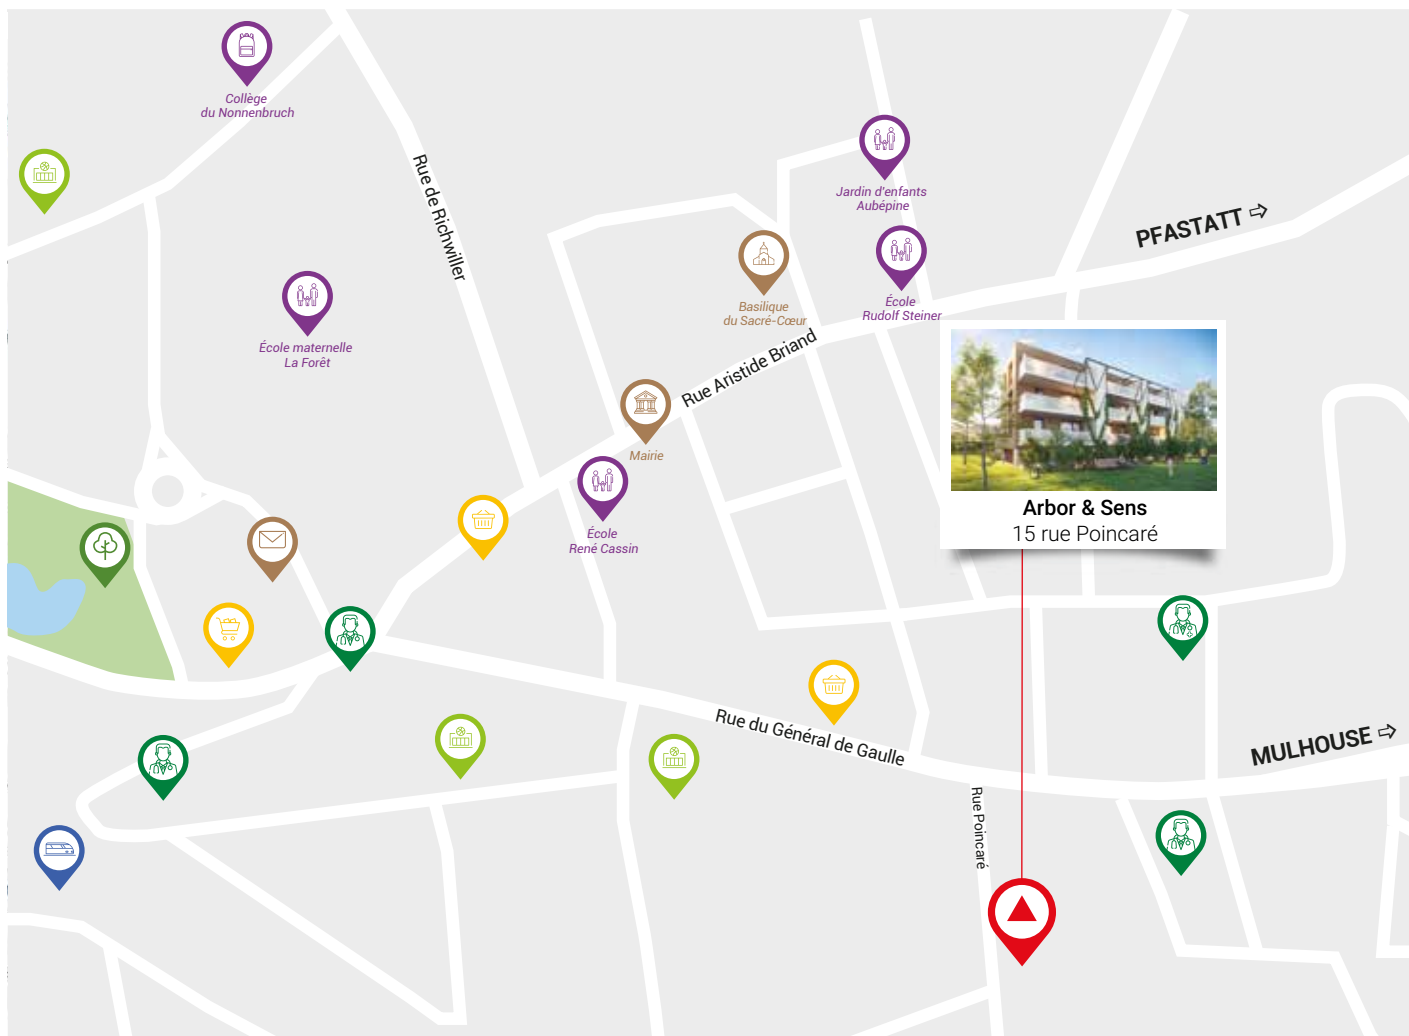 Collège
du Nonnenbruch
Rue de Richwiller
Jardin d'enfants
Aubépine
PFASTATT
Basilique
du Sacré-Cœur
École
Rudolf Steiner
École maternelle
La Forêt
Rue Aristide Briand
Mairie
École
René Cassin
Arbor & Sens
15 rue Poincaré
Rue du Général de Gaulle
MULHOUSE
Rue Poincaré